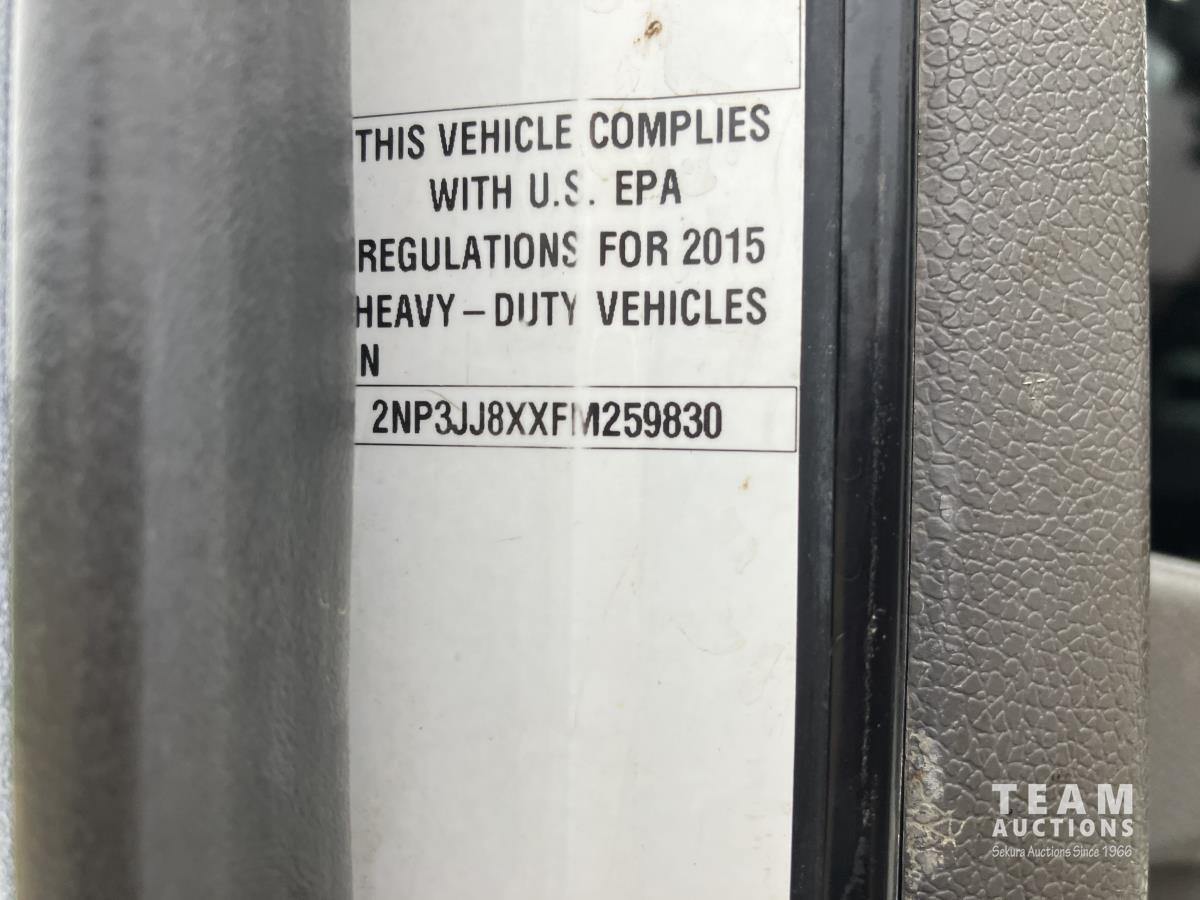 THIS VEHICLE COMPLIES
WITH U.S. EPA
REGULATIONS FOR 2015
HEAVY-DUTY VEHICLES
N
2NP3JJ8XXFM259830
TEAM
AUCTIONS
Sekura Auctions Since 1966